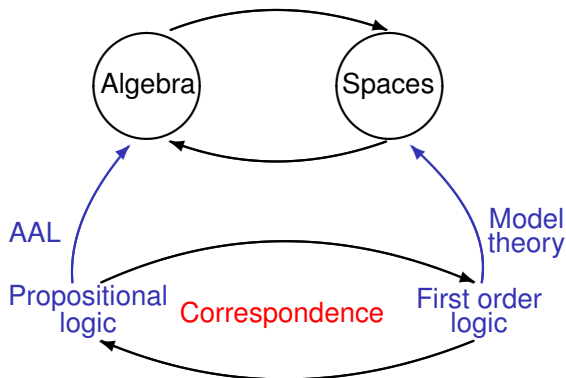 Algebra
Spaces
AAL
Model
theory
Propositional
logic
Correspondence
First order
logic